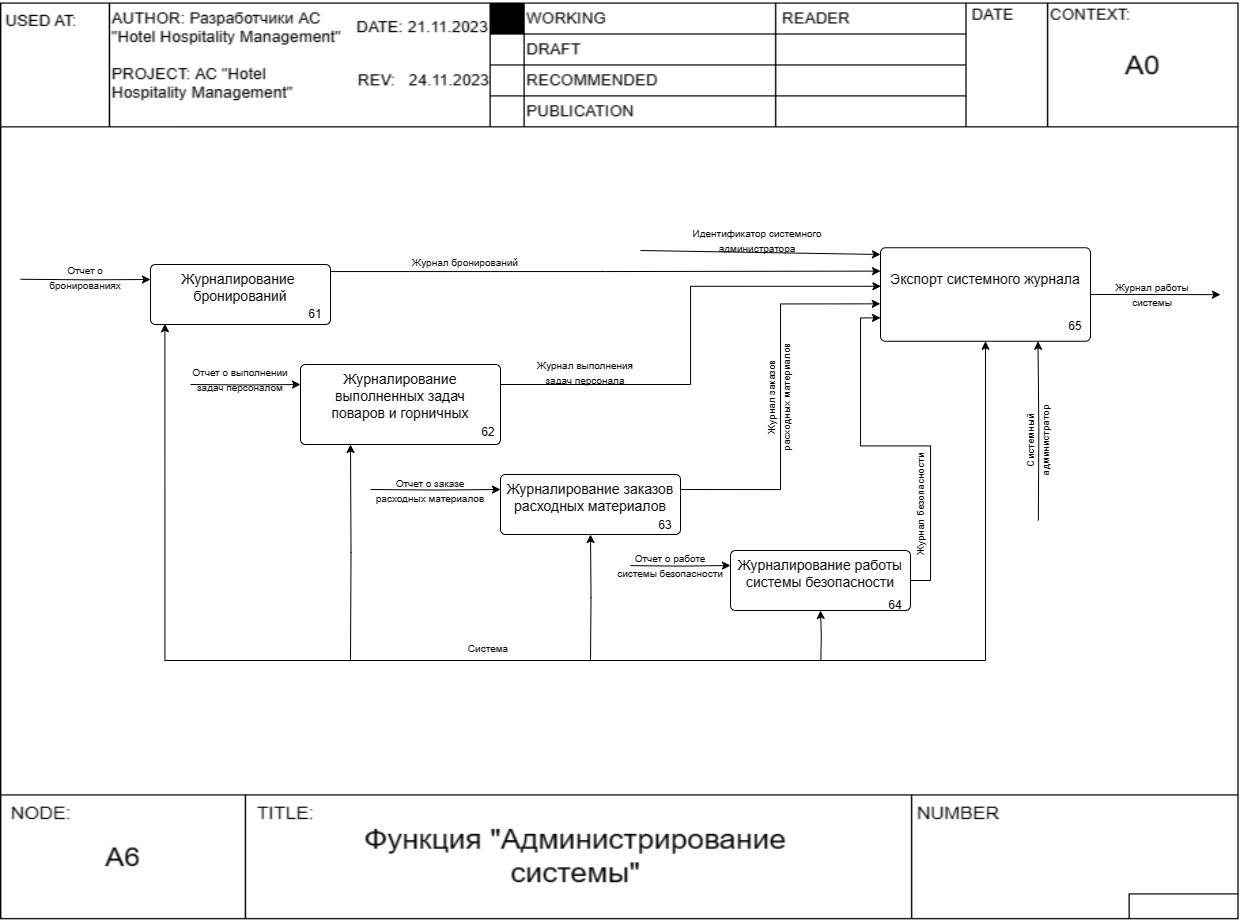 USED AT:
AUTHOR: Разработчики АС
"Hotel Hospitality Management"
DATE: 21.11.2023
PROJECT: АС "Hotel
Hospitality Management"
REV: 24.11.2023
WORKING
DRAFT
RECOMMENDED
PUBLICATION
READER
DATE
CONTEXT:
A0
Идентификатор системного
администратора
Отчет о
бронированиях
Журналирование
бронирований
61
Журнал бронирований
Экспорт системного журнала
65
Журнал работы
системы
Отчет о выполнении
задач персоналом
Журналирование
выполненных задач
поваров и горничных
62
Журнал выполнения
задач персонала
Журнал заказов
расходных материалов
Системный
администратор
Отчет о заказе
расходных материалов
Журналирование заказов
расходных материалов
63
Журнал безопасности
Отчет о работе
системы безопасности
Журналирование работы
системы безопасности
64
Система
NODE:
A6
TITLE:
Функция "Администрирование
системы"
NUMBER